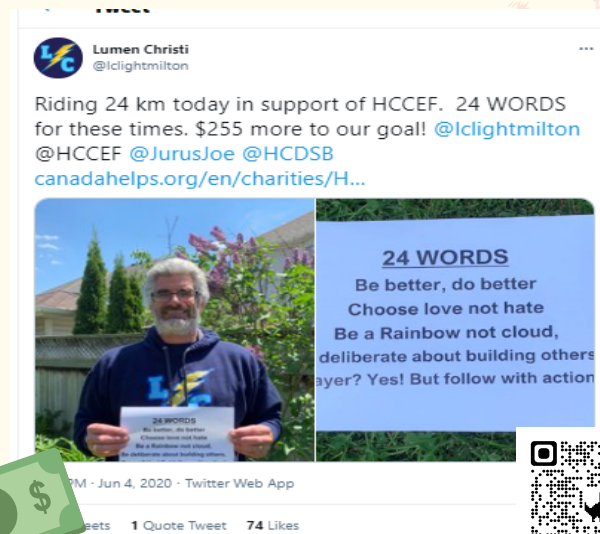 Tweet
Lumen Christi
@lclightmilton
Riding 24 km today in support of HCCEF. 24 WORDS
for these times. $255 more to our goal! @lclightmilton
@HCCEF @JurusJoe @HCDSB
canadahelps.org/en/charities/H...
LC
24 WORDS
Be better, do better
Choose love not hate
Be a Rainbow not cloud,
deliberate about building others,
24 WORDS
Be better, do better
Choose love not hate
Be a Rainbow not cloud,
deliberate about building others
ayer? Yes! But follow with action
PM · Jun 4, 2020 · Twitter Web App
eets 1 Quote Tweet 74 Likes
$